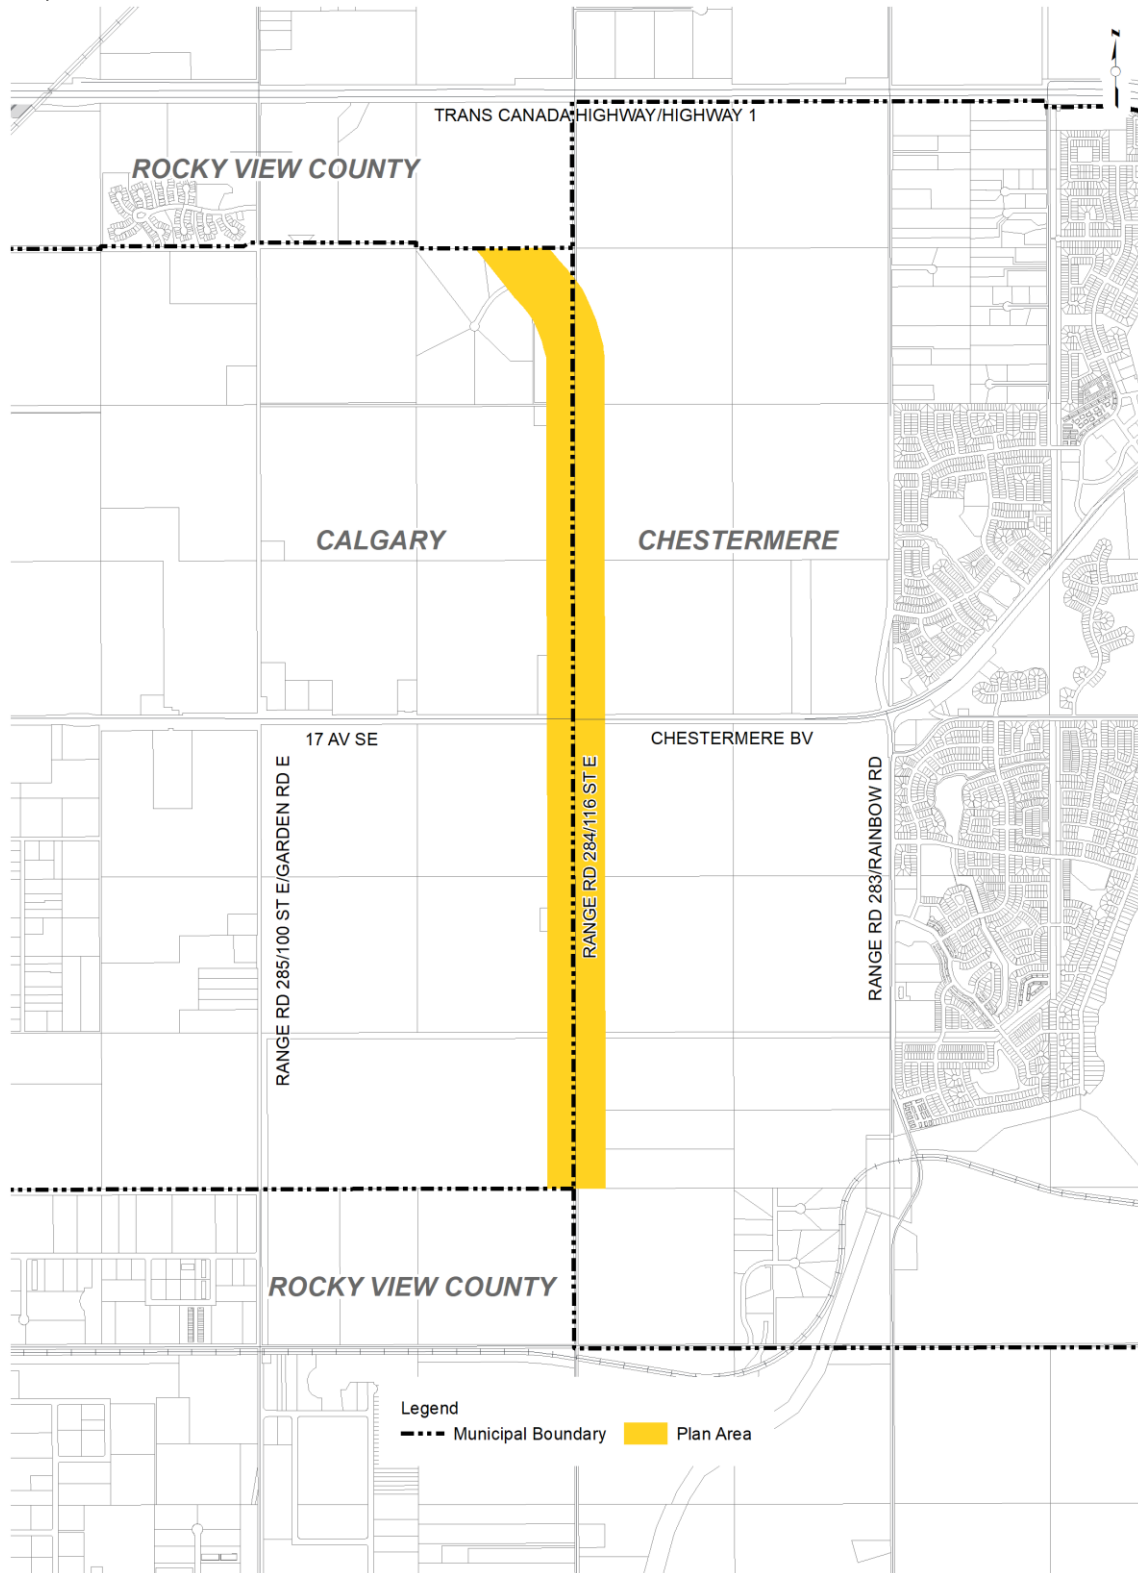 N
TRANS CANADA HIGHWAY/HIGHWAY 1
ROCKY VIEW COUNTY
CALGARY
CHESTERMERE
17 AV SE
CHESTERMERE BV
RANGE RD 285/100 ST E/GARDEN RD E
RANGE RD 284/116 ST E
RANGE RD 283/RAINBOW RD
ROCKY VIEW COUNTY
Legend
Municipal Boundary
Plan Area